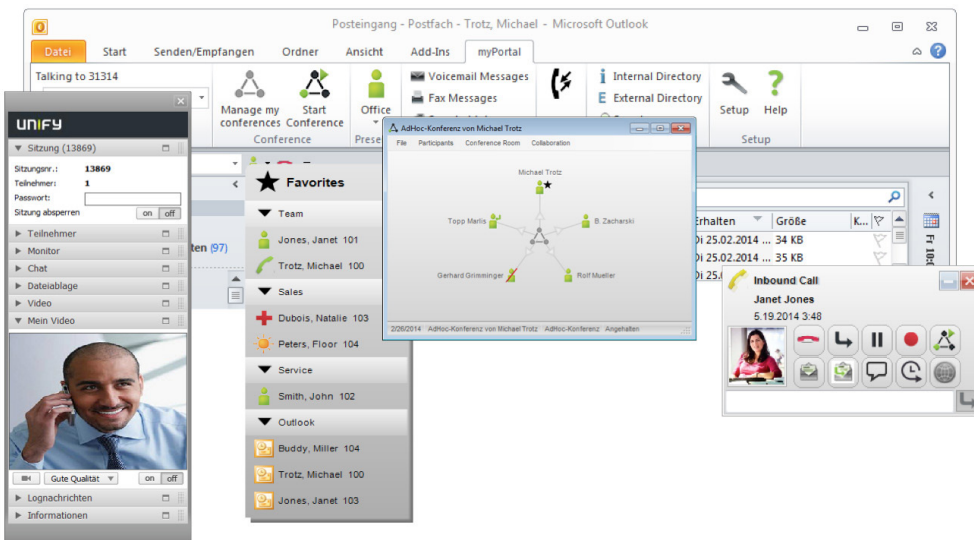 Posteingang - Postfach - Trotz, Michael - Microsoft Outlook
Datei Start Senden/Empfangen Ordner Ansicht Add-Ins myPortal
Talking to 31314
Manage my conferences
Start Conference
Conference
Office
Voicemail Messages
Fax Messages
Internal Directory
External Directory
Setup
Help
Setup
UNIFY
Sitzung (13869)
Sitzungsnr.: 13869
Teilnehmer: 1
Passwort:
Sitzung absperren on off
Teilnehmer
Monitor
Chat
Dateiablage
Video
Mein Video
Gute Qualität on off
Lognachrichten
Informationen
(97)
Favorites
Team
Jones, Janet 101
Trotz, Michael 100
Sales
Dubois, Natalie 103
Peters, Floor 104
Service
Smith, John 102
Outlook
Buddy, Miller 104
Trotz, Michael 100
Jones, Janet 103
AdHoc-Konferenz von Michael Trotz
File Participants Conference Room Collaboration
Michael Trotz
Topp Marlis
B. Zacharski
Gerhard Grimminger
Rolf Mueller
2/26/2014 AdHoc-Konferenz von Michael Trotz AdHoc-Konferenz Angehalten
Erhalten Größe K...
Di 25.02.2014 ... 34 KB
Di 25.02.2014 ... 35 KB
Inbound Call
Janet Jones
5.19.2014 3:48